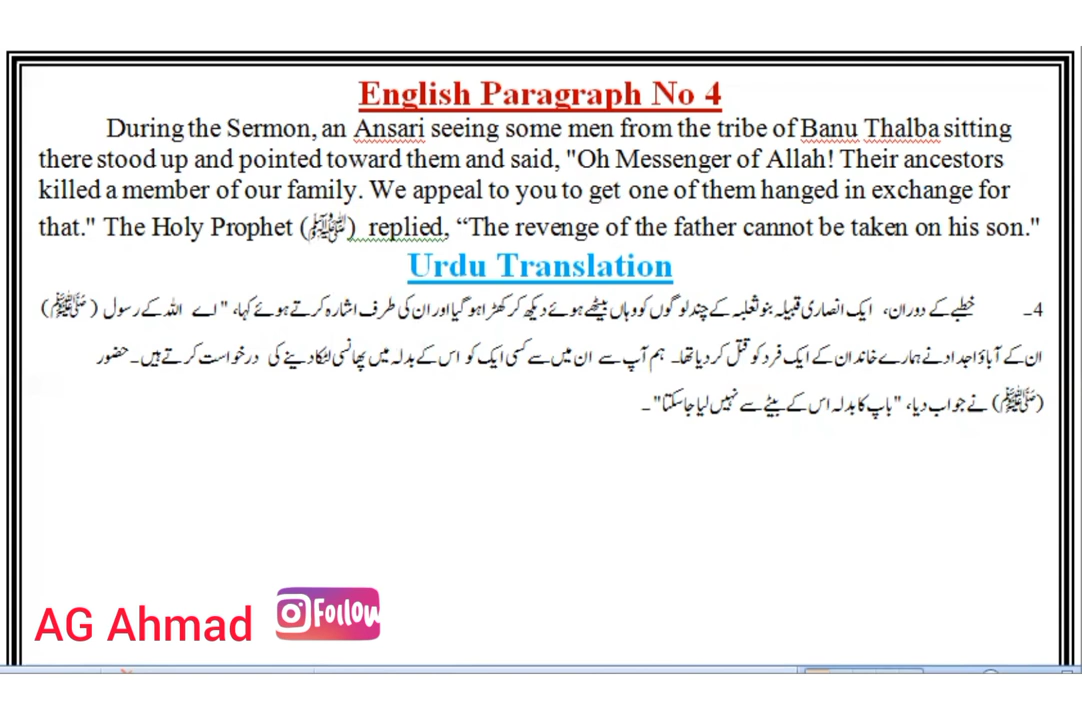 English Paragraph No 4
During the Sermon, an Ansari seeing some men from the tribe of Banu Thalba sitting
there stood up and pointed toward them and said, "Oh Messenger of Allah! Their ancestors
killed a member of our family. We appeal to you to get one of them hanged in exchange for
that." The Holy Prophet (ﷺ) replied, “The revenge of the father cannot be taken on his son."
Urdu Translation
4۔ خطبے کے دوران، ایک انصاری قبیلہ بنو ثعلبہ کے چند لوگوں کو وہاں بیٹھے ہوئے دیکھ کر کھڑا ہو گیا اور ان کی طرف اشارہ کرتے ہوئے کہا، "اے اللہ کے رسول (ﷺ)
ان کے آباؤ اجداد نے ہمارے خاندان کے ایک فرد کو قتل کر دیا تھا۔ ہم آپ سے ان میں سے کسی ایک کو اس کے بدلہ میں پھانسی لٹکا دینے کی درخواست کرتے ہیں۔ حضور
(ﷺ) نے جواب دیا، "باپ کا بدلہ اس کے بیٹے سے نہیں لیا جا سکتا"۔
AG Ahmad
Follow